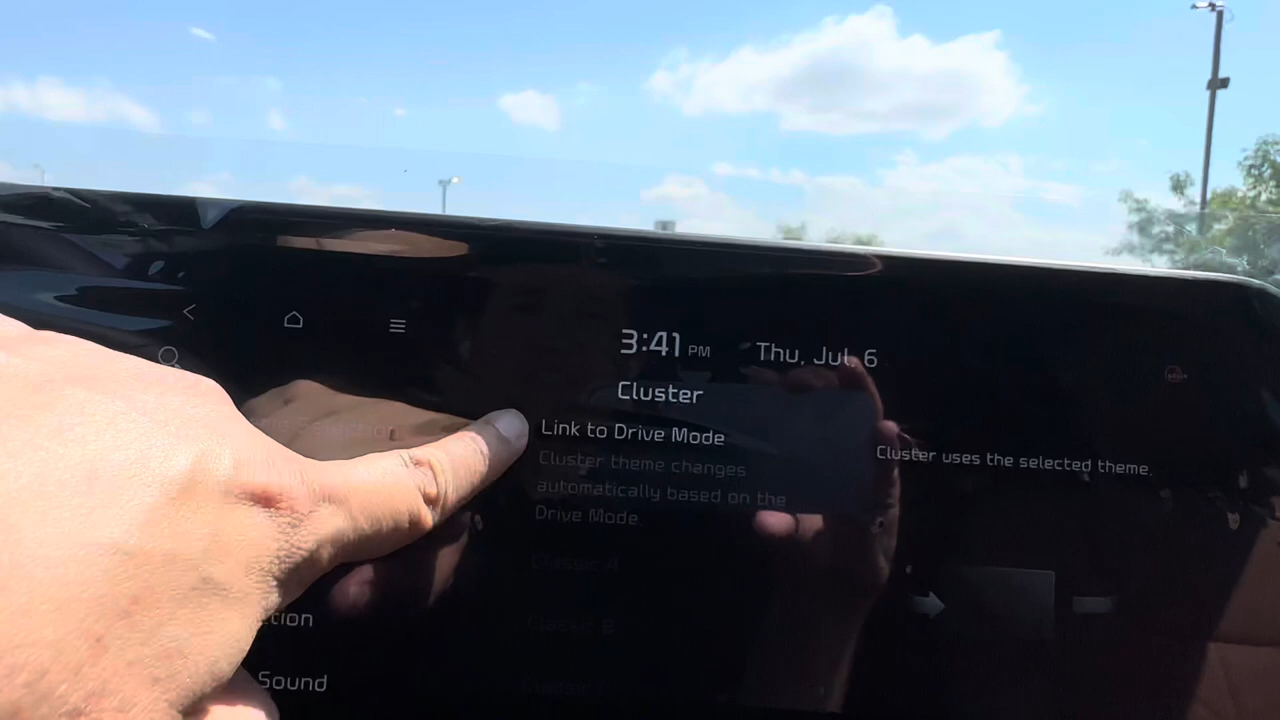 3:41 PM Thu, Jul 6
Cluster
Link to Drive Mode
Cluster theme changes
automatically based on the
Drive Mode.
Cluster uses the selected theme.
Classic A
Classic B
Sound